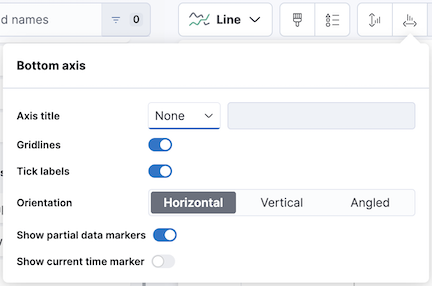 d names
0
Line
Bottom axis
Axis title
None
Gridlines
Tick labels
Orientation
Horizontal
Vertical
Angled
Show partial data markers
Show current time marker